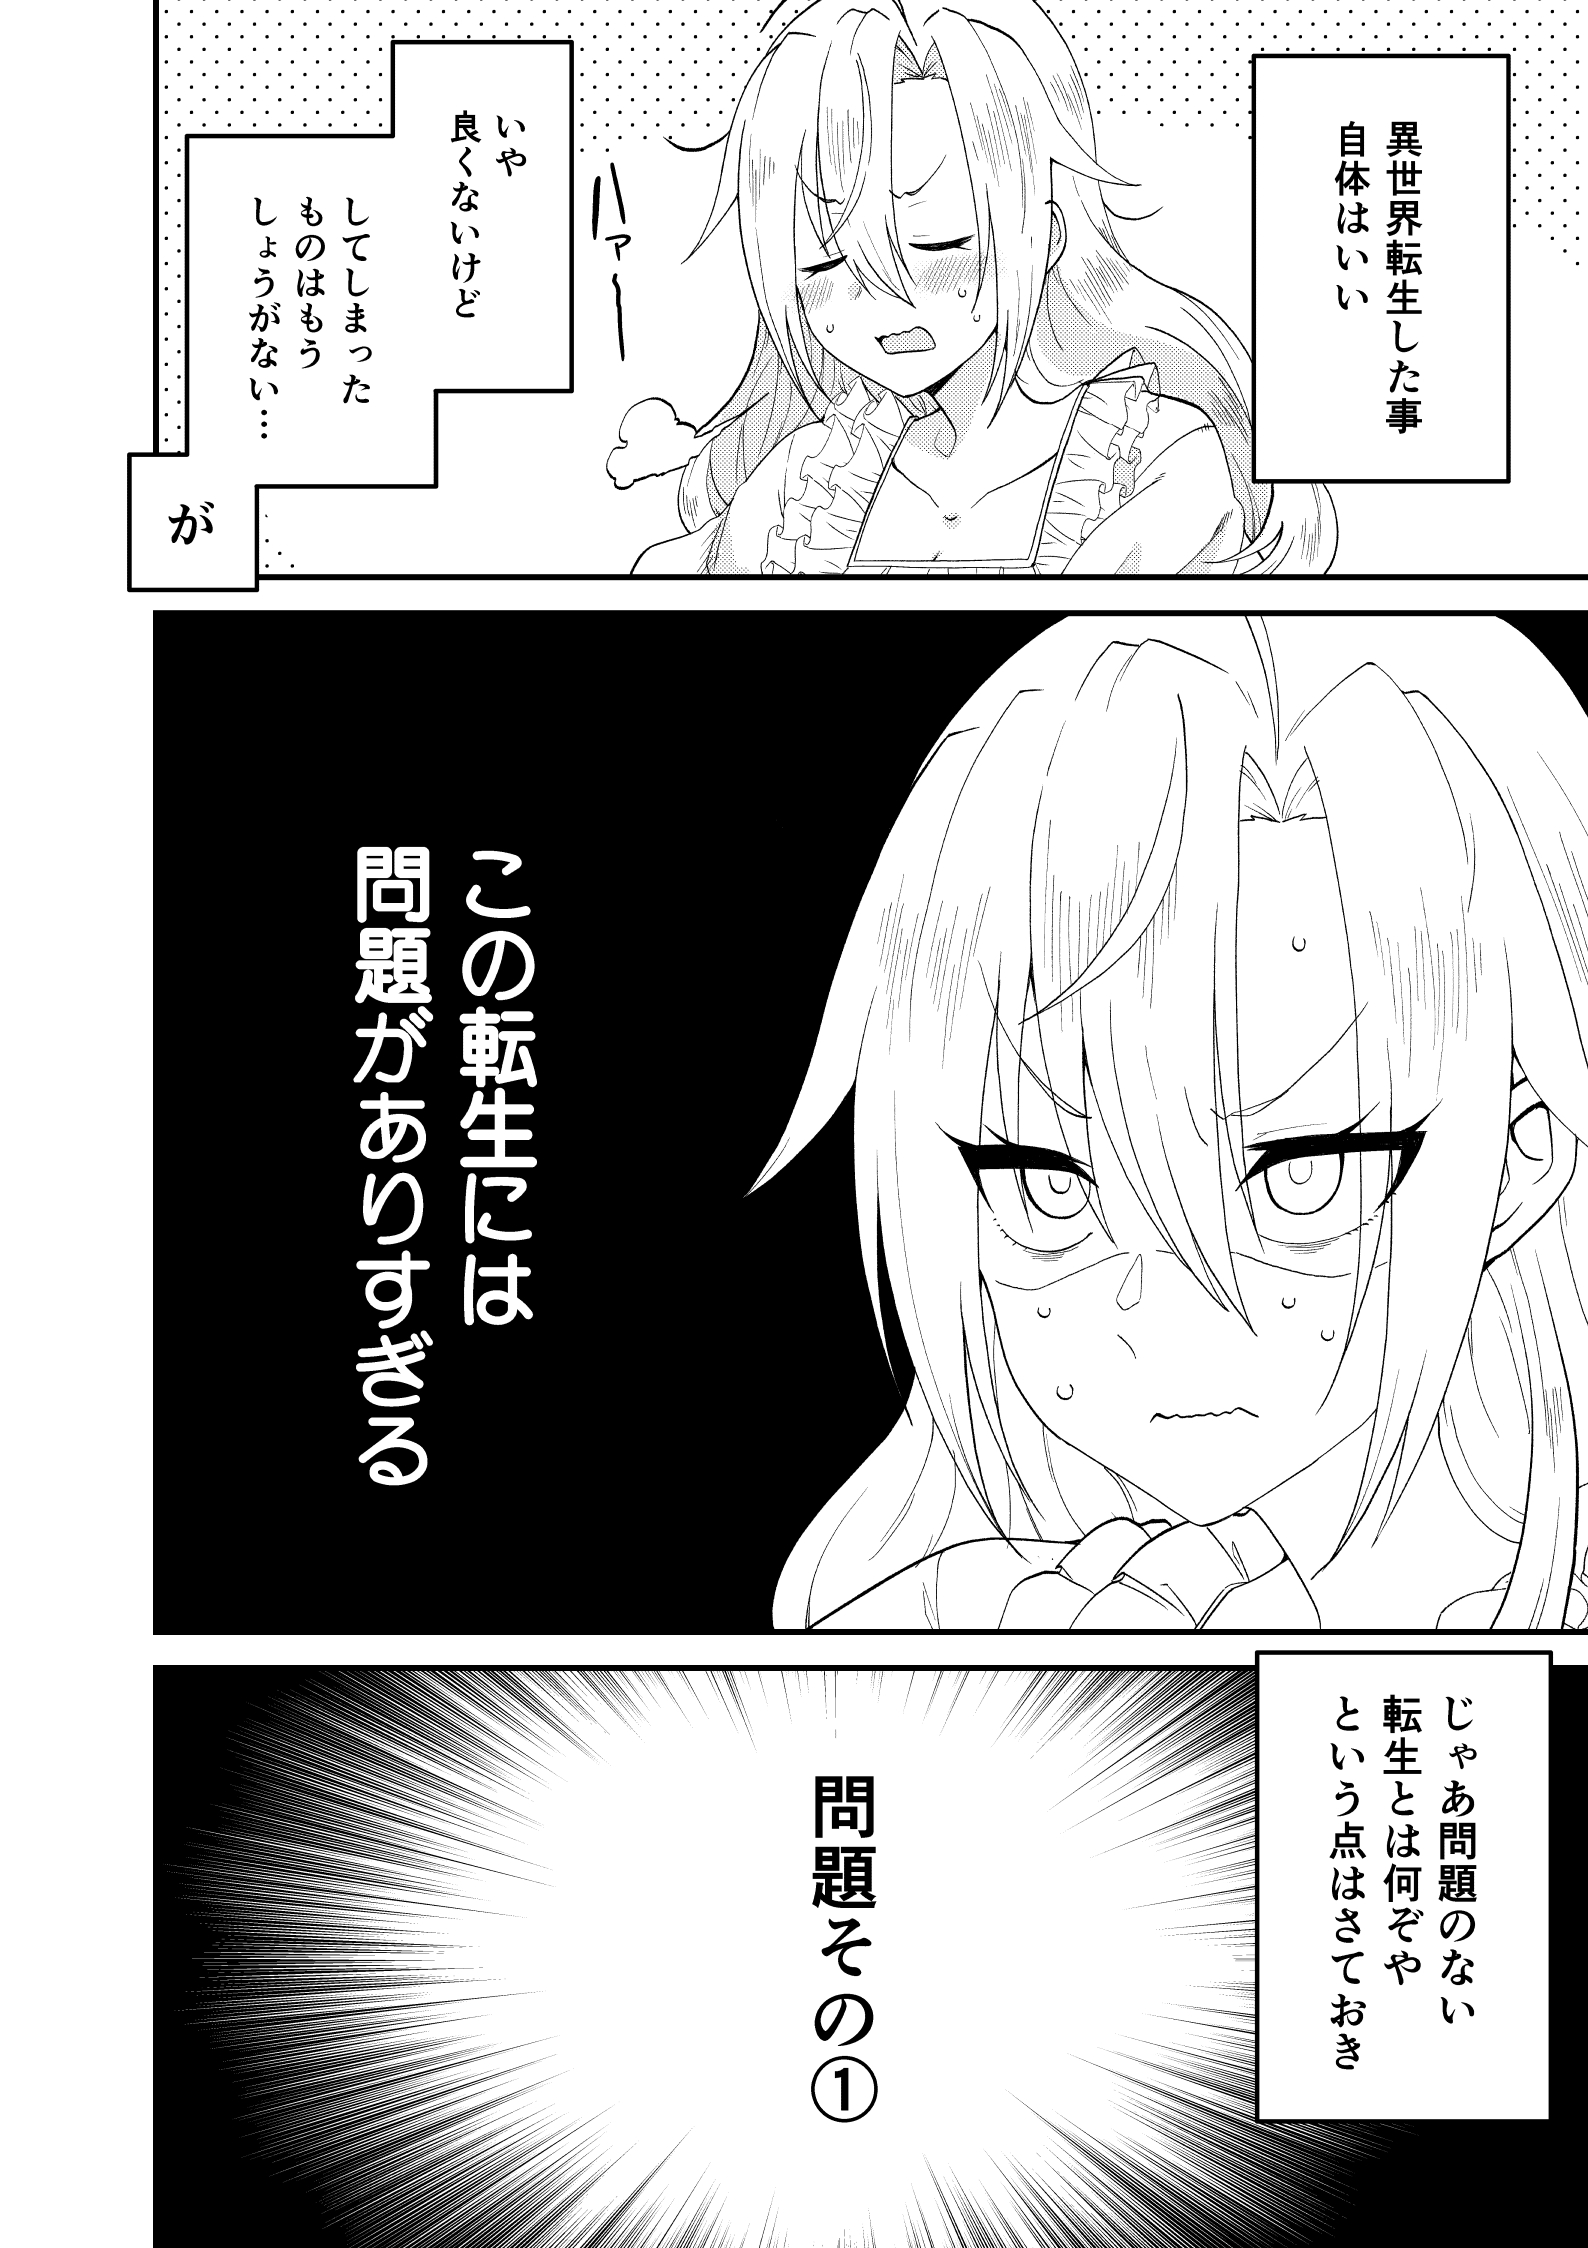 異世界転生した事
自体はいい
ハァー
いや
良くないけど
してしまった
ものはもう
しょうがない…
が
この転生には
問題がありすぎる
じゃあ問題のない
転生とは何ぞや
という点はさておき
問題その①